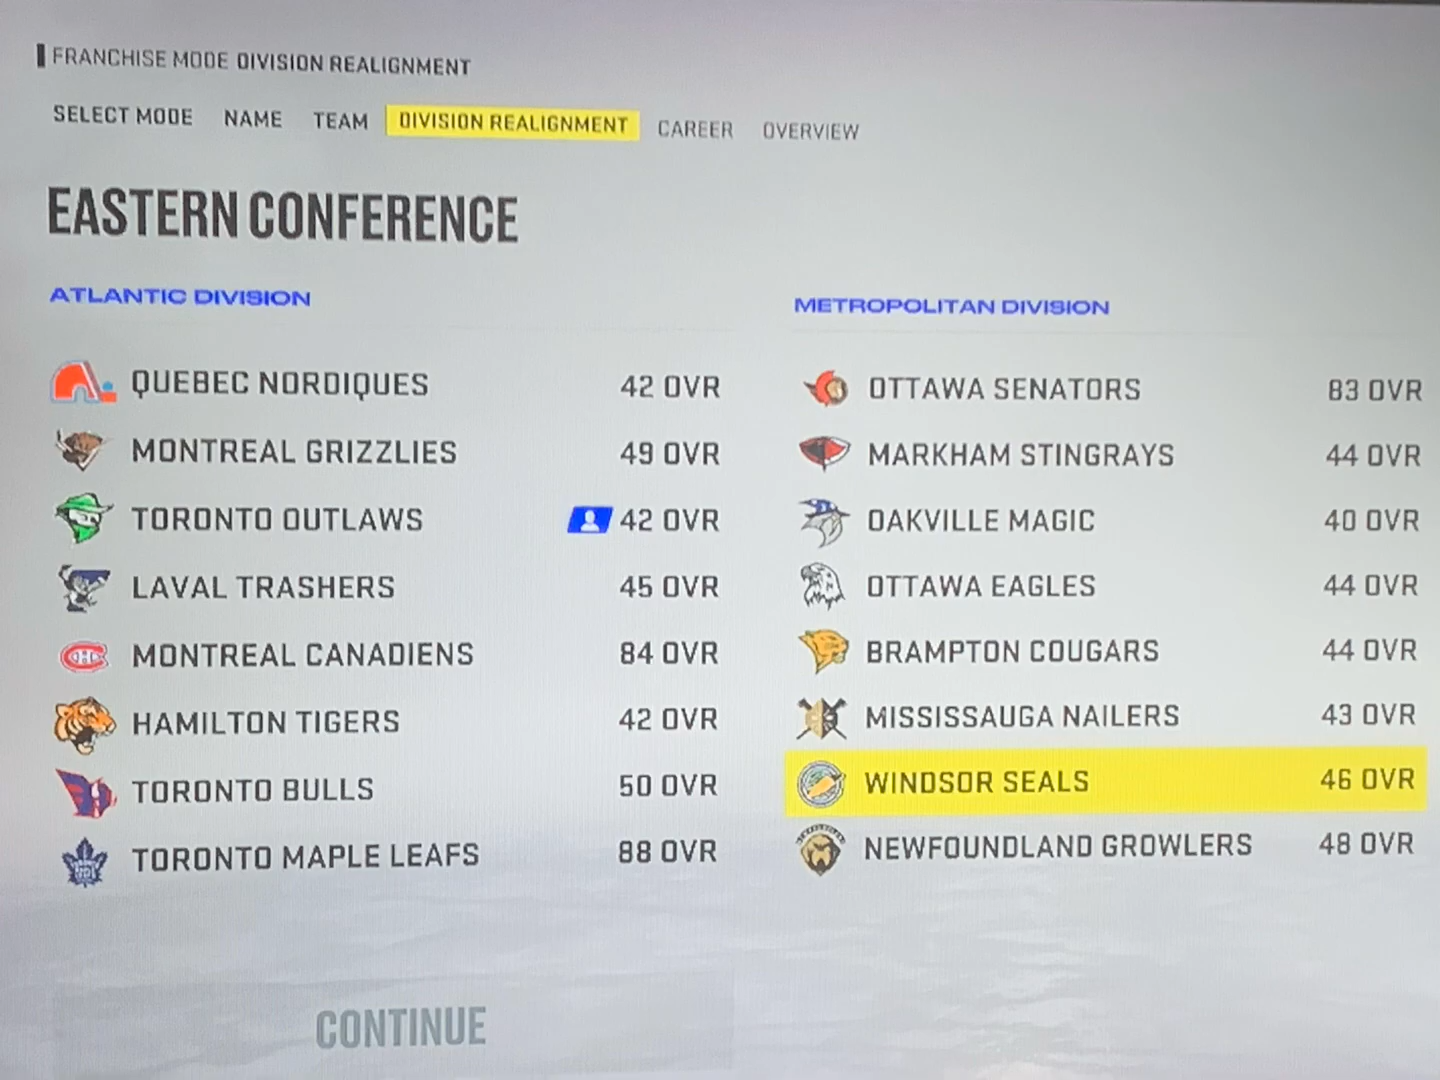 FRANCHISE MODE DIVISION REALIGNMENT
SELECT MODE NAME TEAM DIVISION REALIGNMENT CAREER OVERVIEW
EASTERN CONFERENCE
ATLANTIC DIVISION
QUEBEC NORDIQUES 42 OVR
MONTREAL GRIZZLIES 49 OVR
TORONTO OUTLAWS 42 OVR
LAVAL TRASHERS 45 OVR
MONTREAL CANADIENS 84 OVR
HAMILTON TIGERS 42 OVR
TORONTO BULLS 50 OVR
TORONTO MAPLE LEAFS 88 OVR
METROPOLITAN DIVISION
OTTAWA SENATORS 83 OVR
MARKHAM STINGRAYS 44 OVR
OAKVILLE MAGIC 40 OVR
OTTAWA EAGLES 44 OVR
BRAMPTON COUGARS 44 OVR
MISSISSAUGA NAILERS 43 OVR
WINDSOR SEALS 46 OVR
NEWFOUNDLAND GROWLERS 48 OVR
CONTINUE